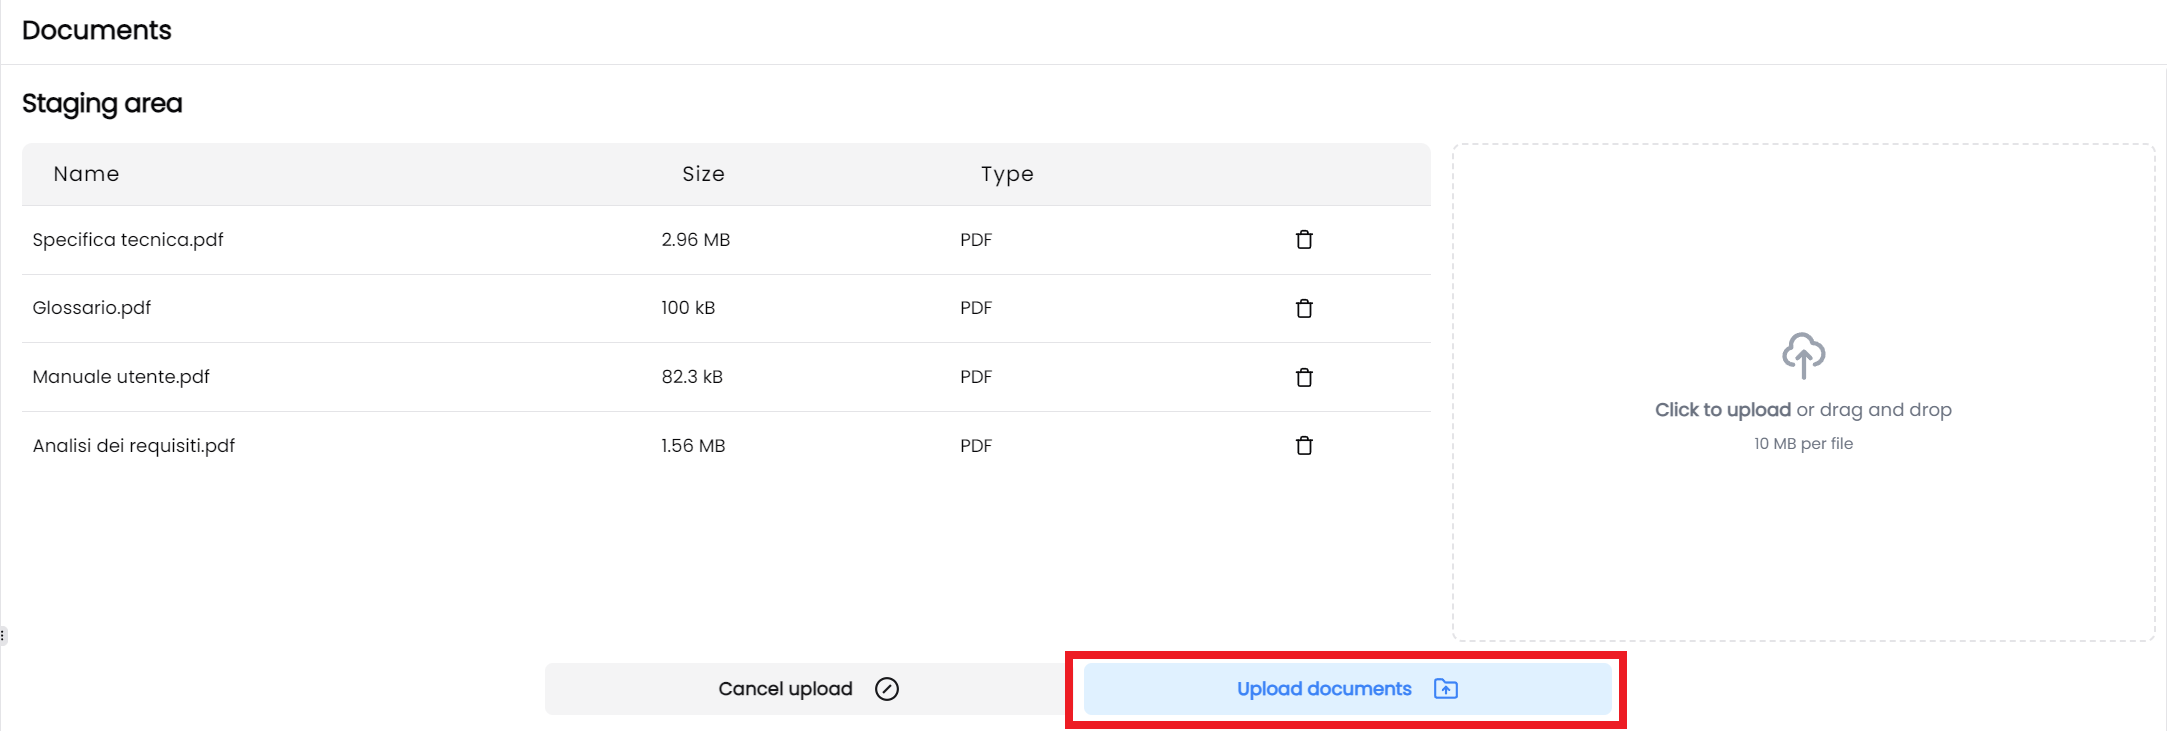 Documents
Staging area
Name Size Type
Specifica tecnica.pdf 2.96 MB PDF
Glossario.pdf 100 kB PDF
Manuale utente.pdf 82.3 kB PDF
Analisi dei requisiti.pdf 1.56 MB PDF
Click to upload or drag and drop
10 MB per file
Cancel upload
Upload documents